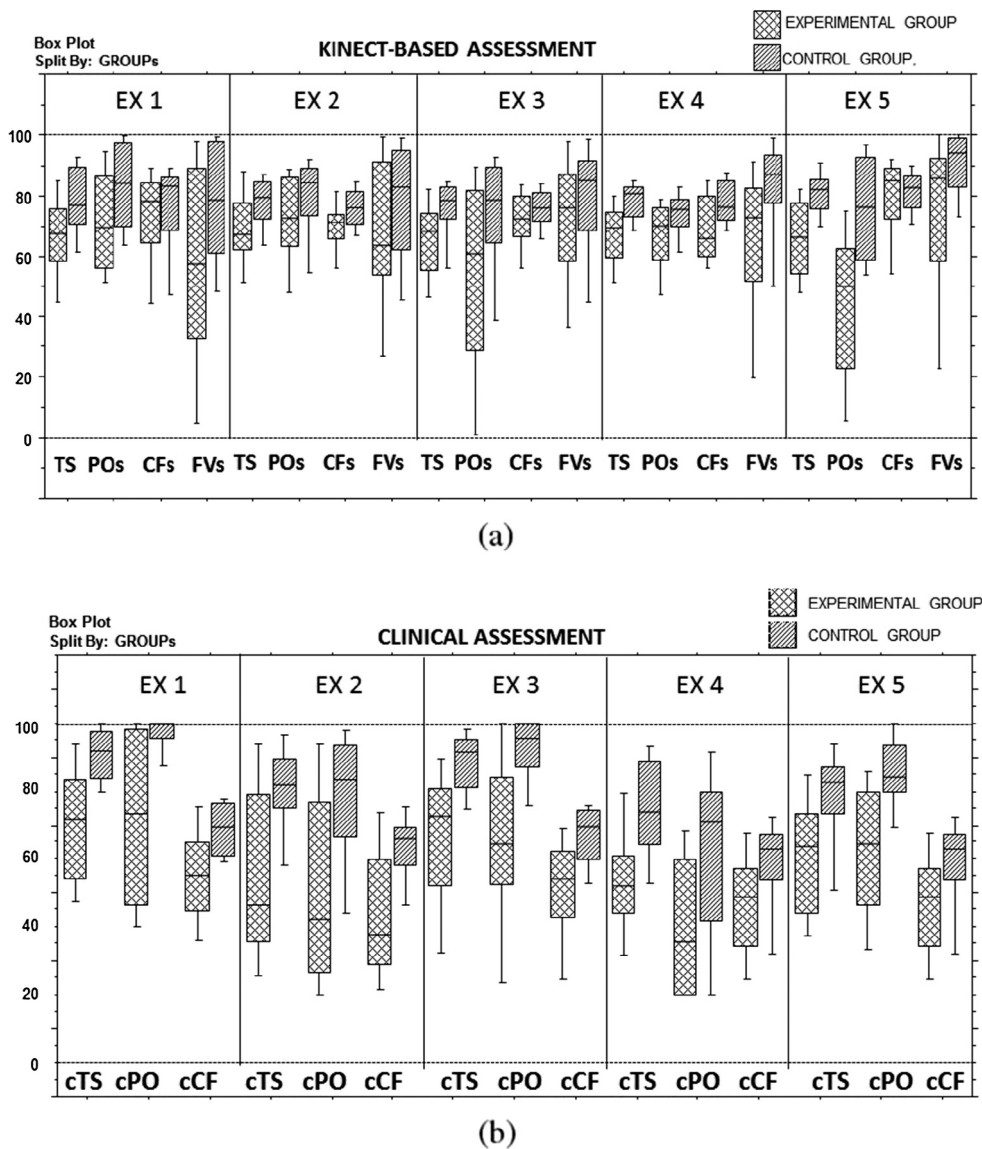 EXPERIMENTAL GROUP
Box Plot
Split By: GROUPs
KINECT-BASED ASSESSMENT
CONTROL GROUP.
EX 1 EX 2 EX 3 EX 4 EX 5
100
80
60
40
20
0
TS POs CFs FVs TS POs CFs FVs TS POs CFs FVs TS POs CFs FVs TS POs CFs FVs
(a)
EXPERIMENTAL GROUP
Box Plot
Split By: GROUPs
CLINICAL ASSESSMENT
CONTROL GROUP
EX 1 EX 2 EX 3 EX 4 EX 5
100
80
60
40
20
0
cTS cPO cCF cTS cPO cCF cTS cPO cCF cTS cPO cCF cTS cPO cCF
(b)